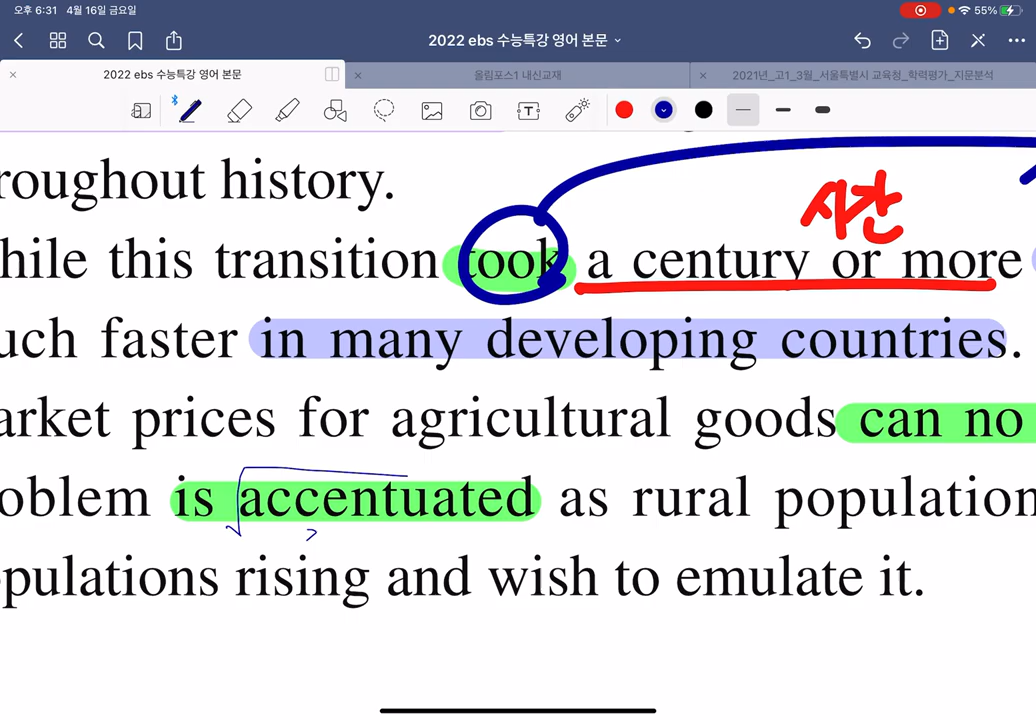 오후 6:31 4월 16일 금요일
55%
2022 ebs 수능특강 영어 본문
2022 ebs 수능특강 영어 본문
올림포스1 내신교재
2021년_고1_3월_서울특별시 교육청_학력평가_지문분석
T
roughout history.
시간
hile this transition took a century or more
uch faster in many developing countries.
arket prices for agricultural goods can no
oblem is accentuated as rural population
pulations rising and wish to emulate it.